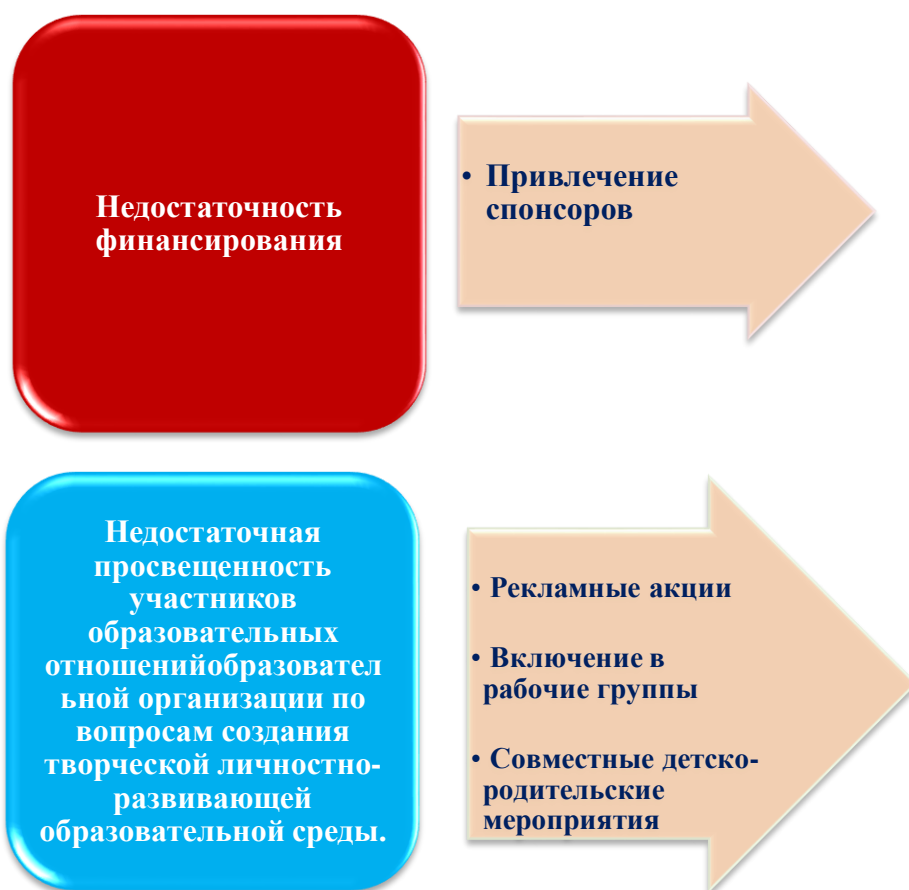 Недостаточность
финансирования
• Привлечение
спонсоров
Недостаточная
просвещенность
участников
образовательных
отношенийобразовател
ьной организации по
вопросам создания
творческой личностно-
развивающей
образовательной среды.
• Рекламные акции
• Включение в
рабочие группы
• Совместные детско-
родительские
мероприятия